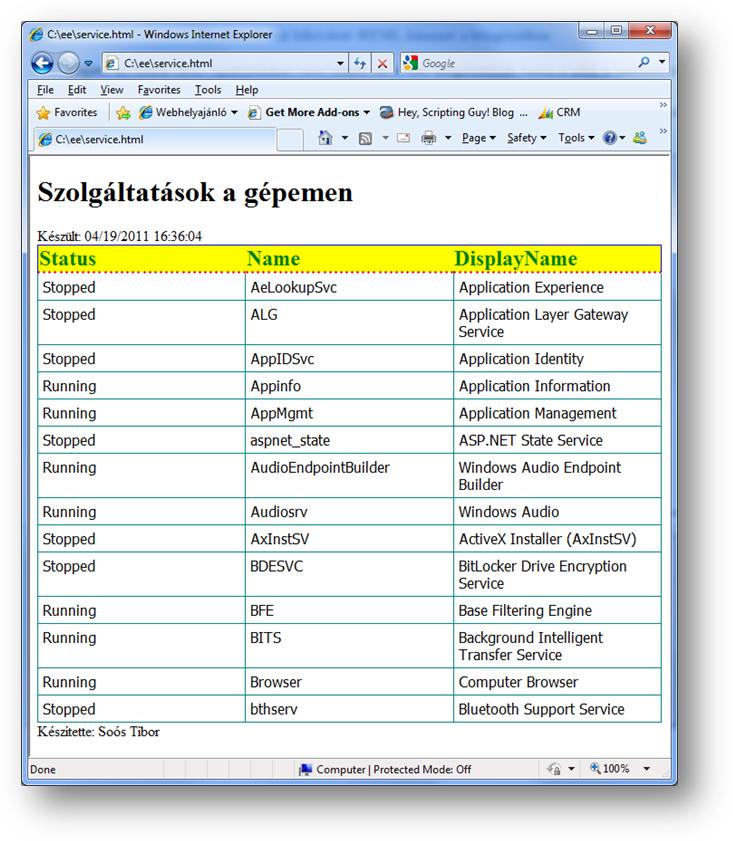 C:\ee\service.html - Windows Internet Explorer
C:\ee\service.html
Google
File Edit View Favorites Tools Help
Favorites Webhelyajánló Get More Add-ons Hey, Scripting Guy! Blog ... CRM
C:\ee\service.html Page Safety Tools
Szolgáltatások a gépemen
Készült: 04/19/2011 16:36:04
Status Name DisplayName
Stopped AeLookupSvc Application Experience
Stopped ALG Application Layer Gateway
Service
Stopped AppIDSvc Application Identity
Running Appinfo Application Information
Running AppMgmt Application Management
Stopped aspnet_state ASP.NET State Service
Running AudioEndpointBuilder Windows Audio Endpoint
Builder
Running Audiosrv Windows Audio
Stopped AxInstSV ActiveX Installer (AxInstSV)
Stopped BDESVC BitLocker Drive Encryption
Service
Running BFE Base Filtering Engine
Running BITS Background Intelligent
Transfer Service
Running Browser Computer Browser
Stopped bthserv Bluetooth Support Service
Készítette: Soós Tibor
Done Computer | Protected Mode: Off 100%